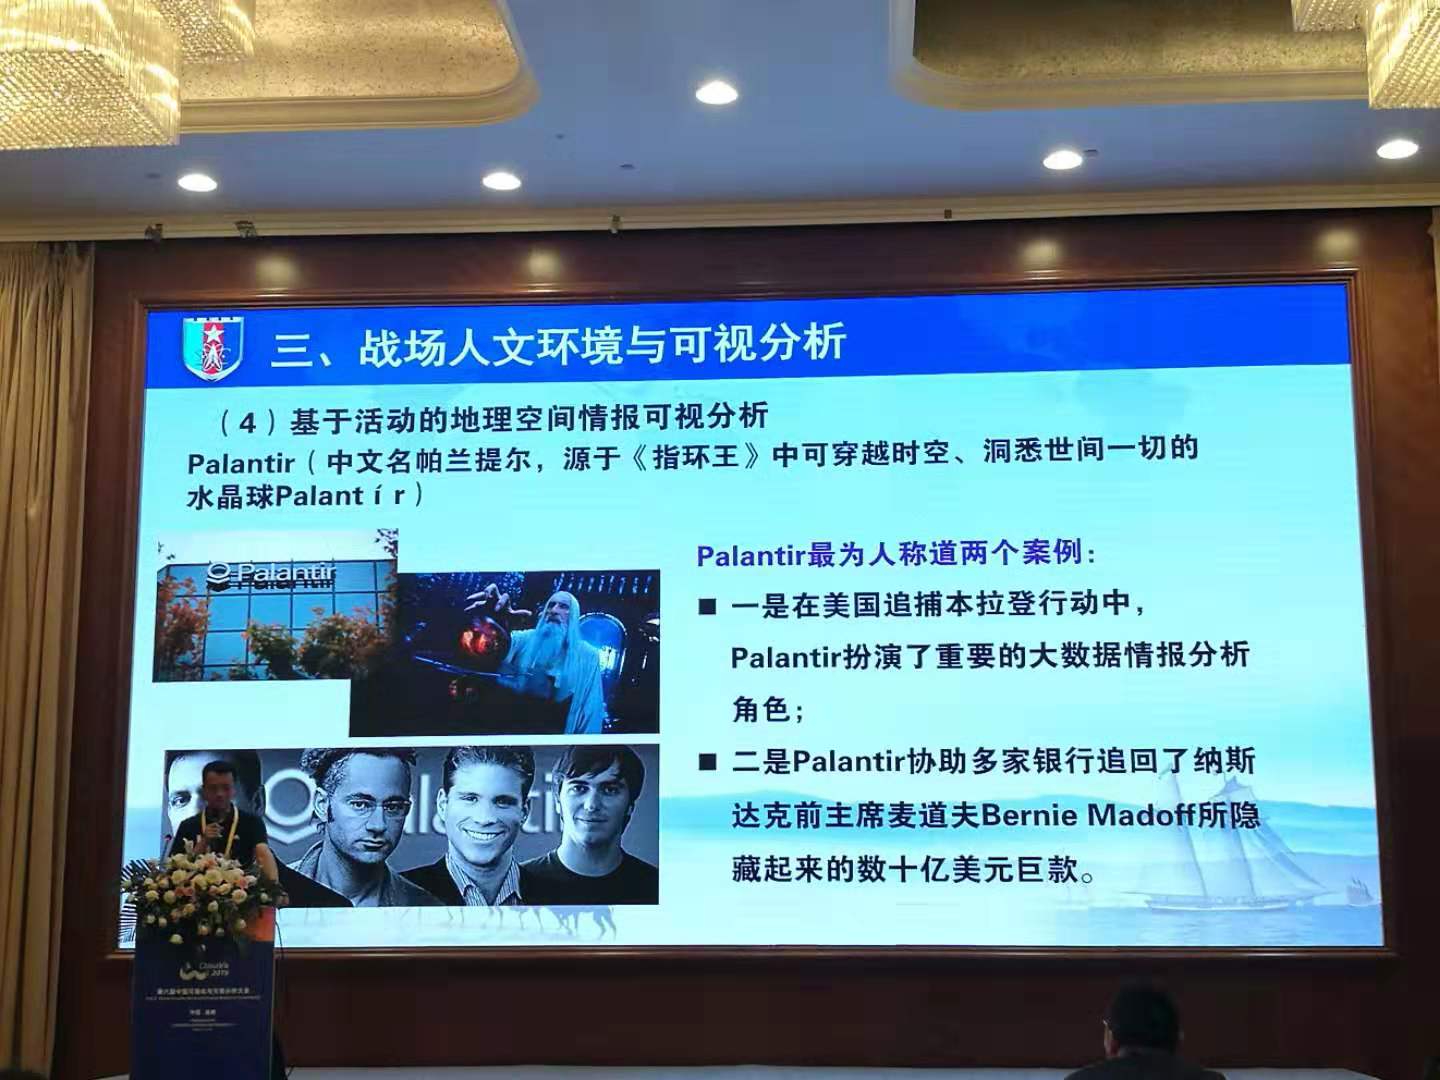 三、战场人文环境与可视分析
（4）基于活动的地理空间情报可视分析
Palantir（中文名帕兰提尔，源于《指环王》中可穿越时空、洞悉世间一切的
水晶球Palantír）
Palantir
Palantir最为人称道两个案例：
■ 一是在美国追捕本拉登行动中，
Palantir扮演了重要的大数据情报分析
角色；
■ 二是Palantir协助多家银行追回了纳斯
达克前主席麦道夫Bernie Madoff所隐
藏起来的数十亿美元巨款。
ChinaVis
2019
第六届中国可视化与可视分析大会